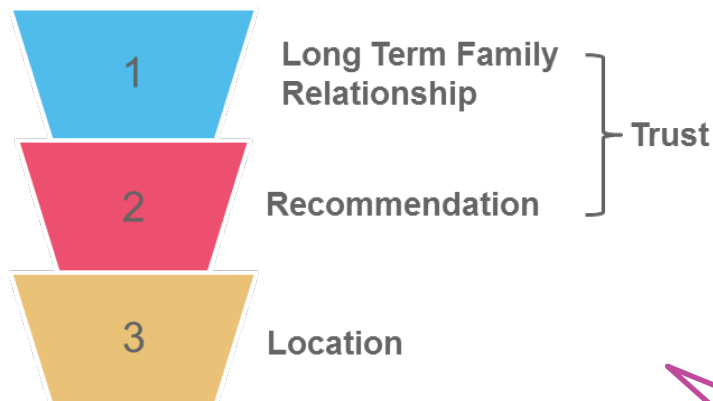 1
Long Term Family
Relationship
Trust
2
Recommendation
3
Location